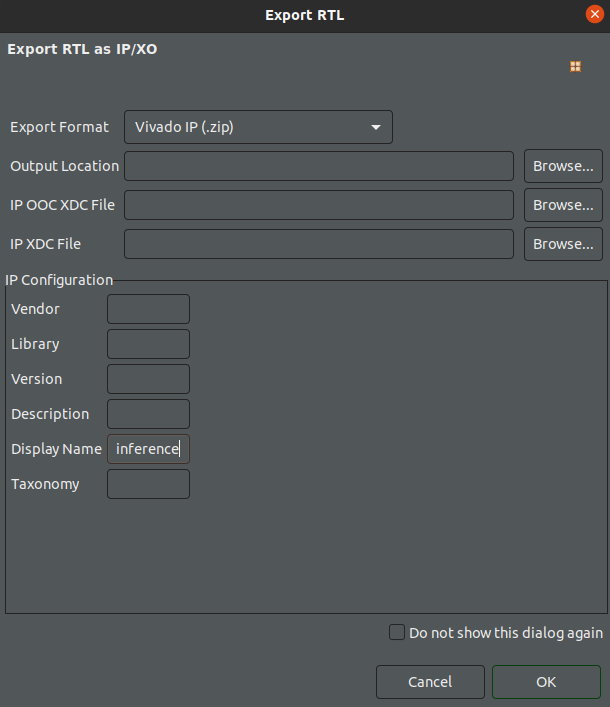 Export RTL
Export RTL as IP/XO
Export Format Vivado IP (.zip)
Output Location Browse...
IP OOC XDC File Browse...
IP XDC File Browse...
IP Configuration
Vendor
Library
Version
Description
Display Name inference
Taxonomy
Do not show this dialog again
Cancel OK